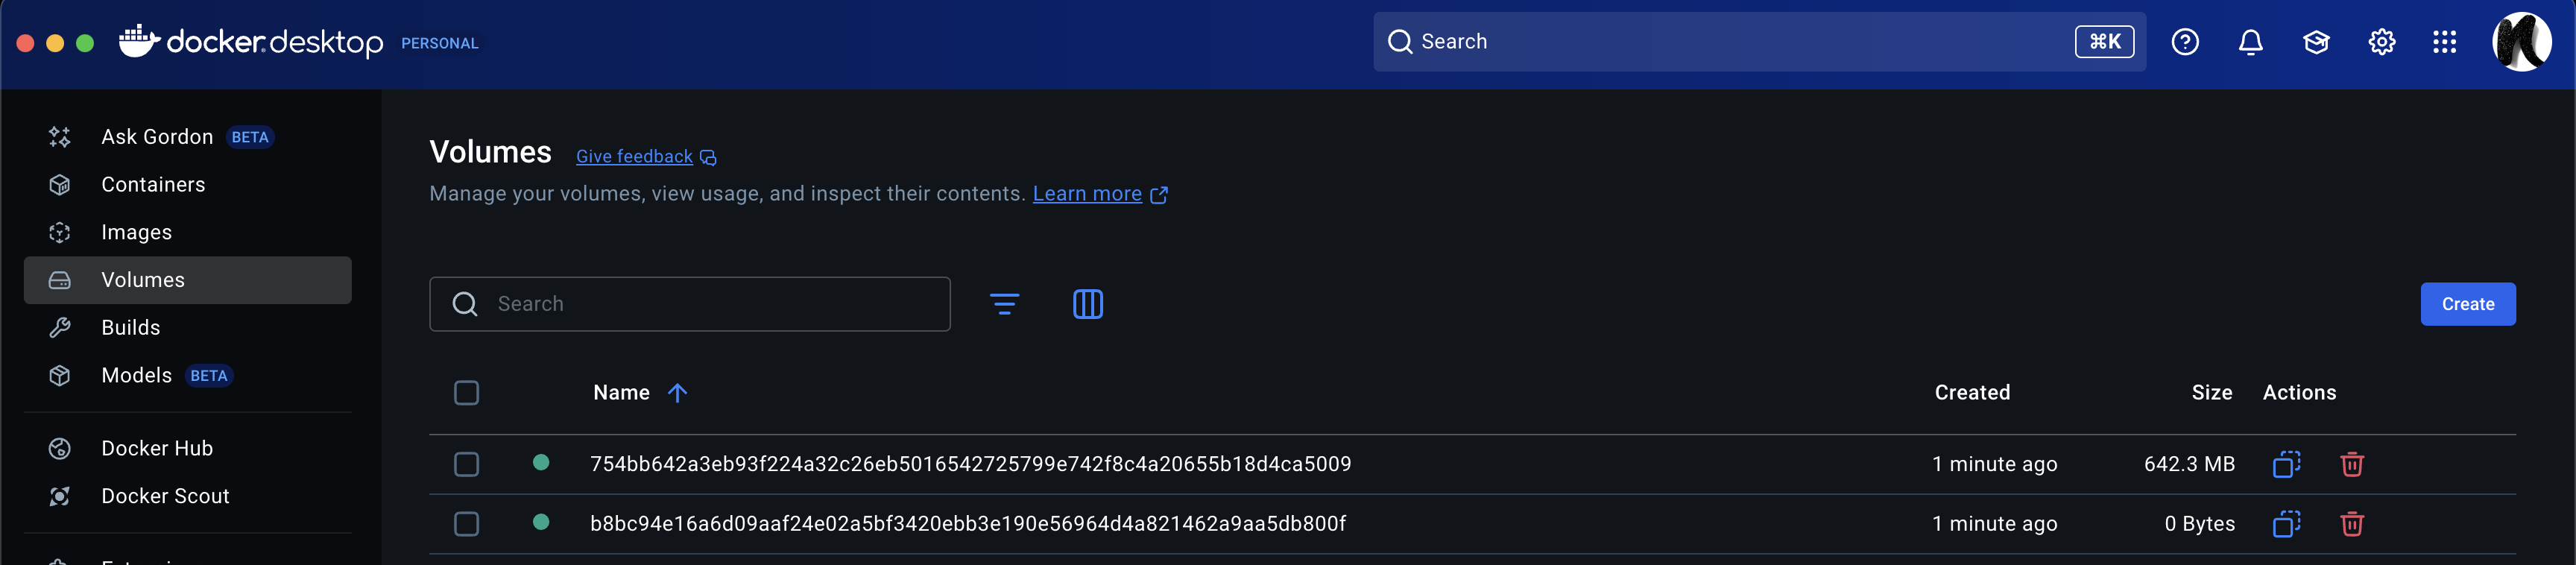 docker desktop PERSONAL
Search ⌘K
Ask Gordon BETA
Containers
Images
Volumes
Builds
Models BETA
Docker Hub
Docker Scout
Volumes Give feedback
Manage your volumes, view usage, and inspect their contents. Learn more
Search
Create
Name Created Size Actions
754bb642a3eb93f224a32c26eb5016542725799e742f8c4a20655b18d4ca5009 1 minute ago 642.3 MB
b8bc94e16a6d09aaf24e02a5bf3420ebb3e190e56964d4a821462a9aa5db800f 1 minute ago 0 Bytes